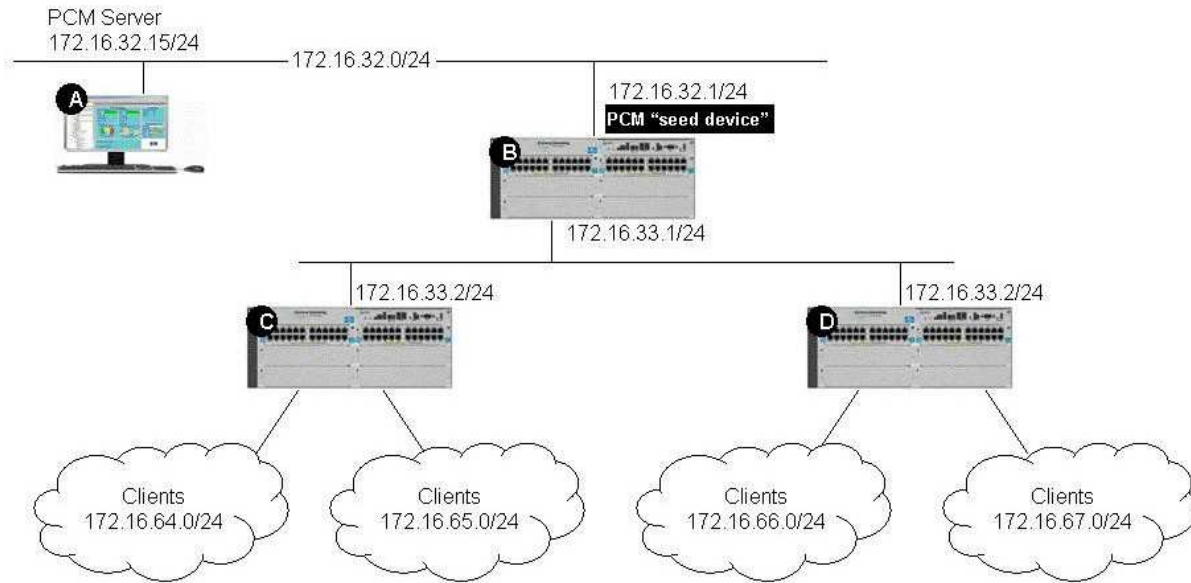 PCM Server
172.16.32.15/24
172.16.32.0/24
A
172.16.32.1/24
PCM "seed device"
B
172.16.33.1/24
172.16.33.2/24
172.16.33.2/24
C
D
Clients
172.16.64.0/24
Clients
172.16.65.0/24
Clients
172.16.66.0/24
Clients
172.16.67.0/24